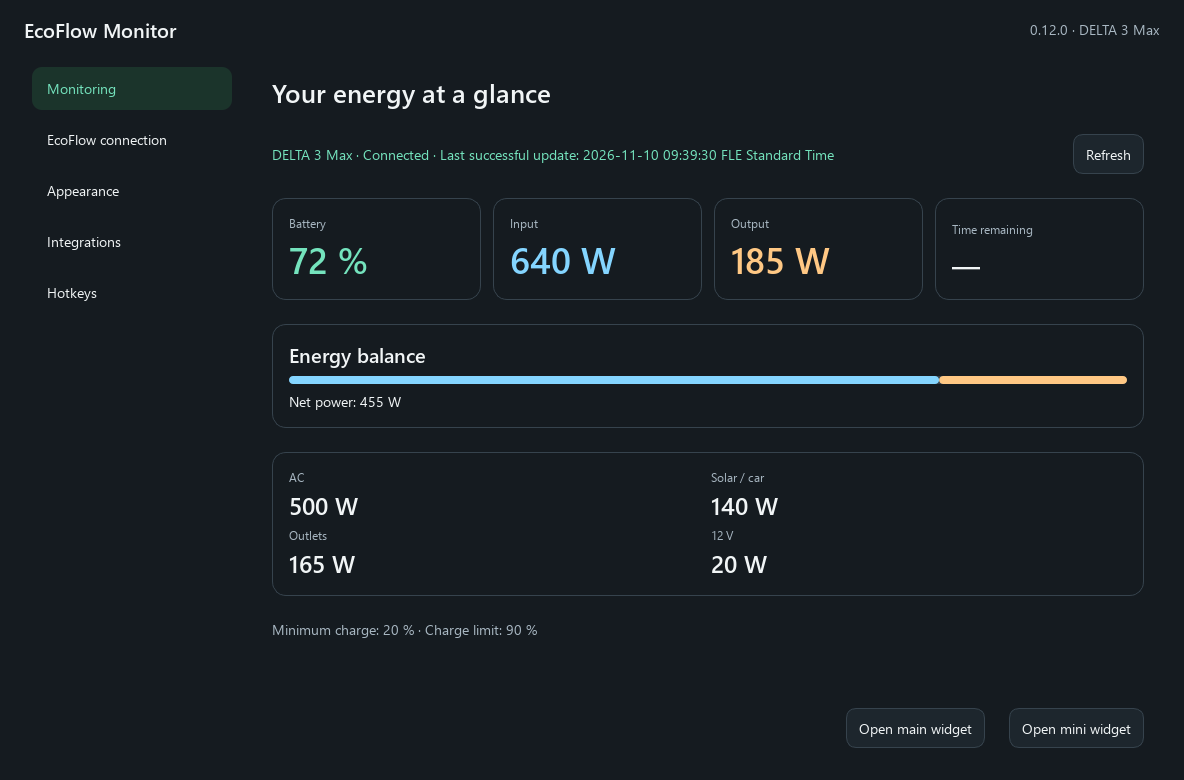 EcoFlow Monitor
0.12.0 · DELTA 3 Max
Monitoring
EcoFlow connection
Appearance
Integrations
Hotkeys
Your energy at a glance
DELTA 3 Max · Connected · Last successful update: 2026-11-10 09:39:30 FLE Standard Time
Refresh
Battery
72 %
Input
640 W
Output
185 W
Time remaining
—
Energy balance
Net power: 455 W
AC
500 W
Solar / car
140 W
Outlets
165 W
12 V
20 W
Minimum charge: 20 % · Charge limit: 90 %
Open main widget
Open mini widget